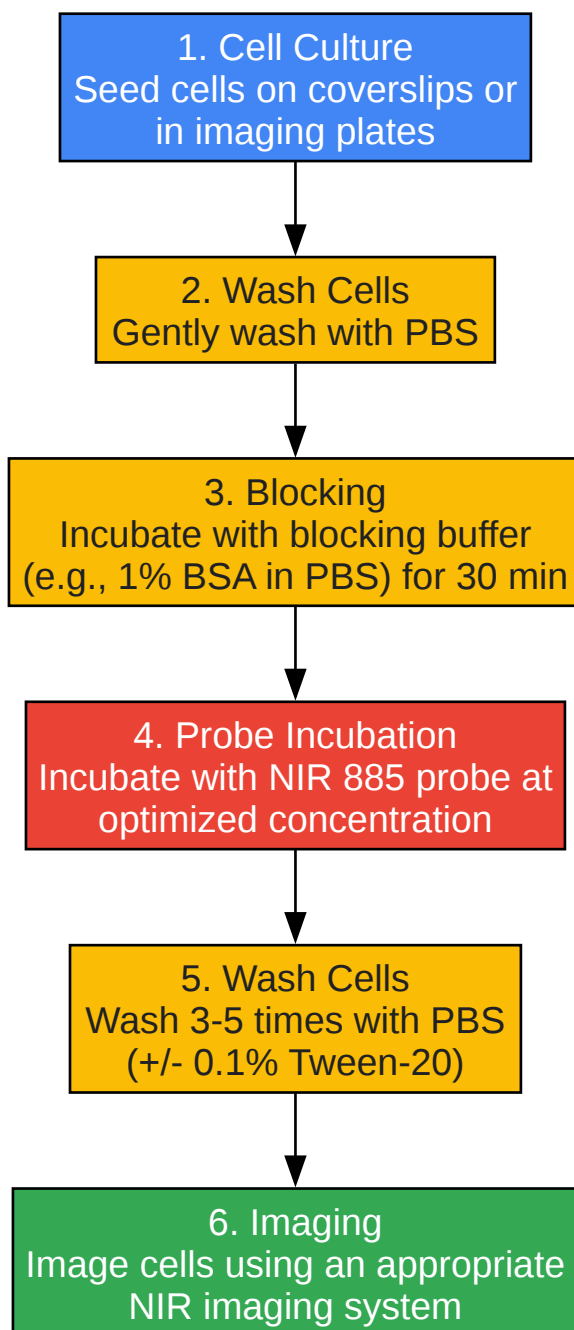 1. Cell Culture
Seed cells on coverslips or
in imaging plates
2. Wash Cells
Gently wash with PBS
3. Blocking
Incubate with blocking buffer
(e.g., 1% BSA in PBS) for 30 min
4. Probe Incubation
Incubate with NIR 885 probe at
optimized concentration
5. Wash Cells
Wash 3-5 times with PBS
(+/- 0.1% Tween-20)
6. Imaging
Image cells using an appropriate
NIR imaging system